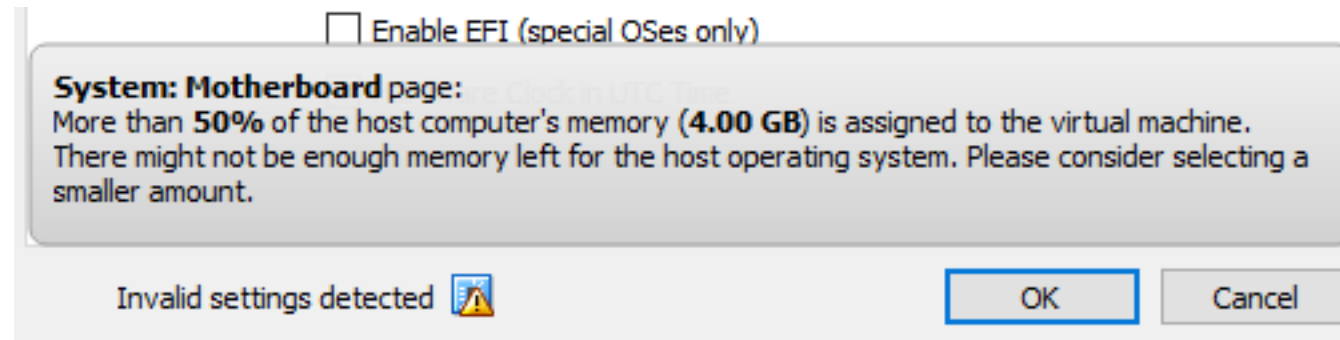 Enable EFI (special OSes only)
System: Motherboard page:
More than 50% of the host computer's memory (4.00 GB) is assigned to the virtual machine.
There might not be enough memory left for the host operating system. Please consider selecting a
smaller amount.
Invalid settings detected
OK
Cancel